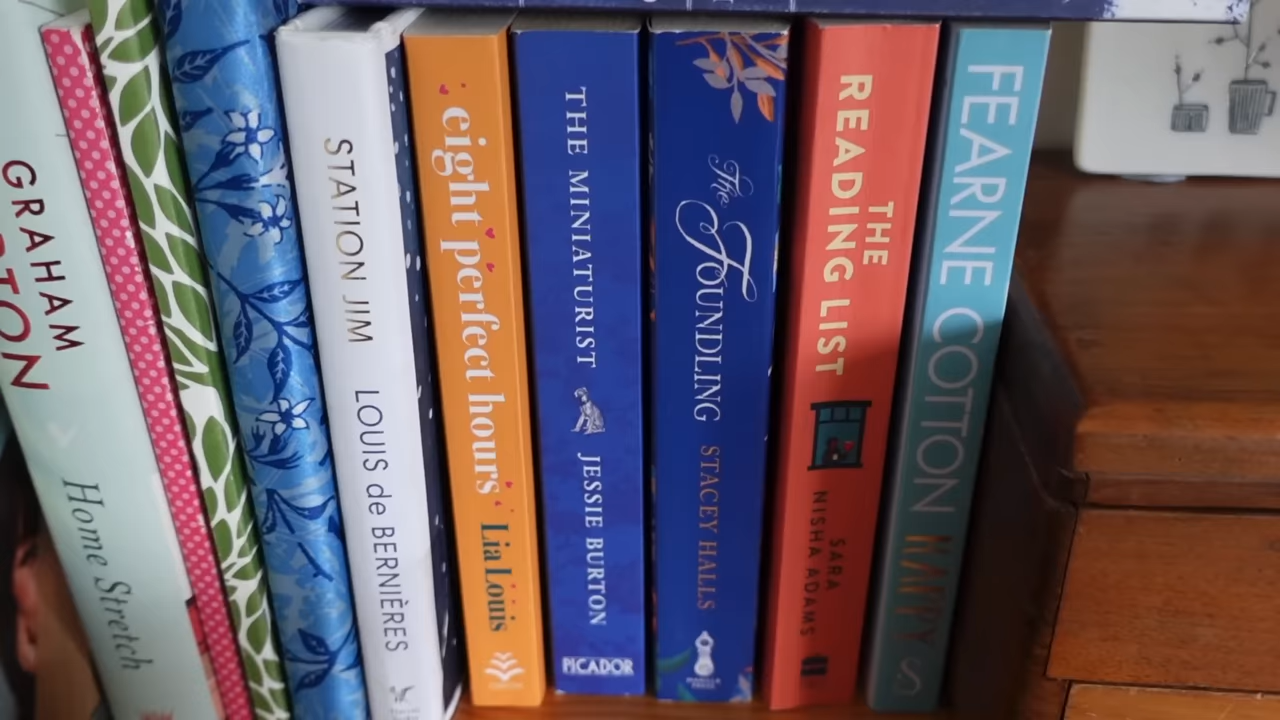 GRAHAM
Home Stretch
STATION JIM
LOUIS de BERNIÈRES
eight perfect hours
Lia Louis
THE MINIATURIST
JESSIE BURTON
PICADOR
The FOUNDLING
STACEY HALLS
THE
READING LIST
SARA
NISHA ADAMS
FEARNE COTTON
HAPPY